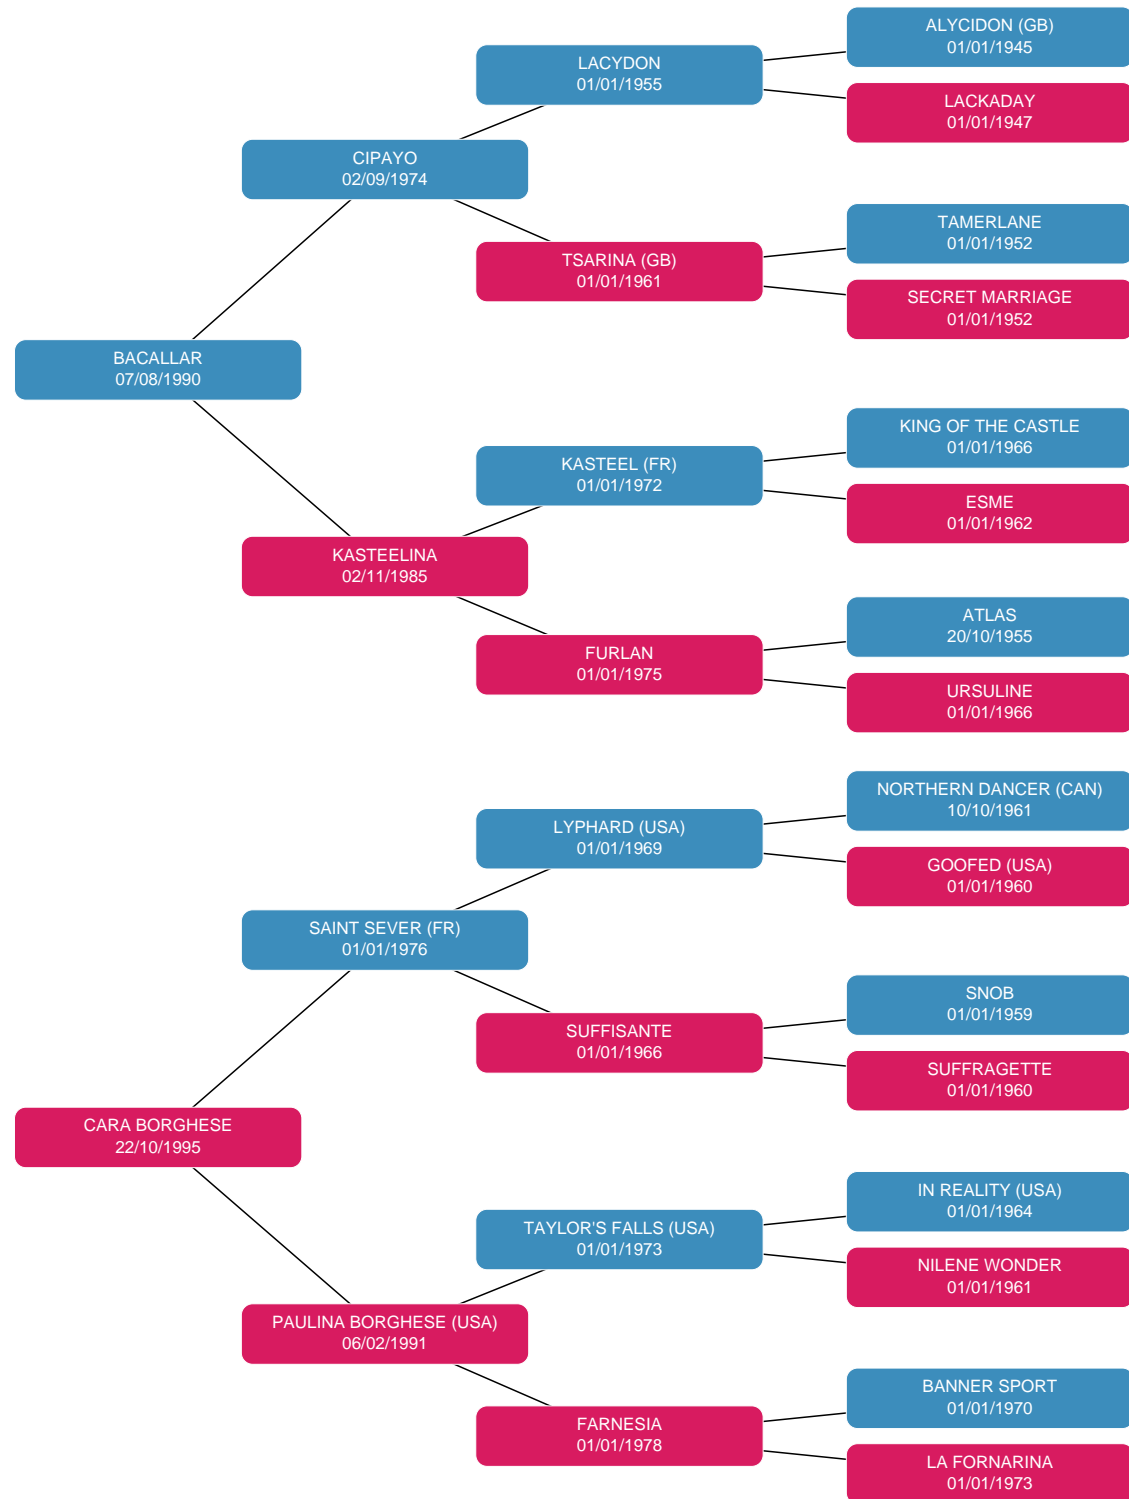 ALYCIDON (GB)
01/01/1945
LACYDON
01/01/1955
LACKADAY
01/01/1947
CIPAYO
02/09/1974
TAMERLANE
01/01/1952
TSARINA (GB)
01/01/1961
SECRET MARRIAGE
01/01/1952
BACALLAR
07/08/1990
KING OF THE CASTLE
01/01/1966
KASTEEL (FR)
01/01/1972
ESME
01/01/1962
KASTEELINA
02/11/1985
ATLAS
20/10/1955
FURLAN
01/01/1975
URSULINE
01/01/1966
NORTHERN DANCER (CAN)
10/10/1961
LYPHARD (USA)
01/01/1969
GOOFED (USA)
01/01/1960
SAINT SEVER (FR)
01/01/1976
SNOB
01/01/1959
SUFFISANTE
01/01/1966
SUFFRAGETTE
01/01/1960
CARA BORGHESE
22/10/1995
IN REALITY (USA)
01/01/1964
TAYLOR'S FALLS (USA)
01/01/1973
NILENE WONDER
01/01/1961
PAULINA BORGHESE (USA)
06/02/1991
BANNER SPORT
01/01/1970
FARNESIA
01/01/1978
LA FORNARINA
01/01/1973